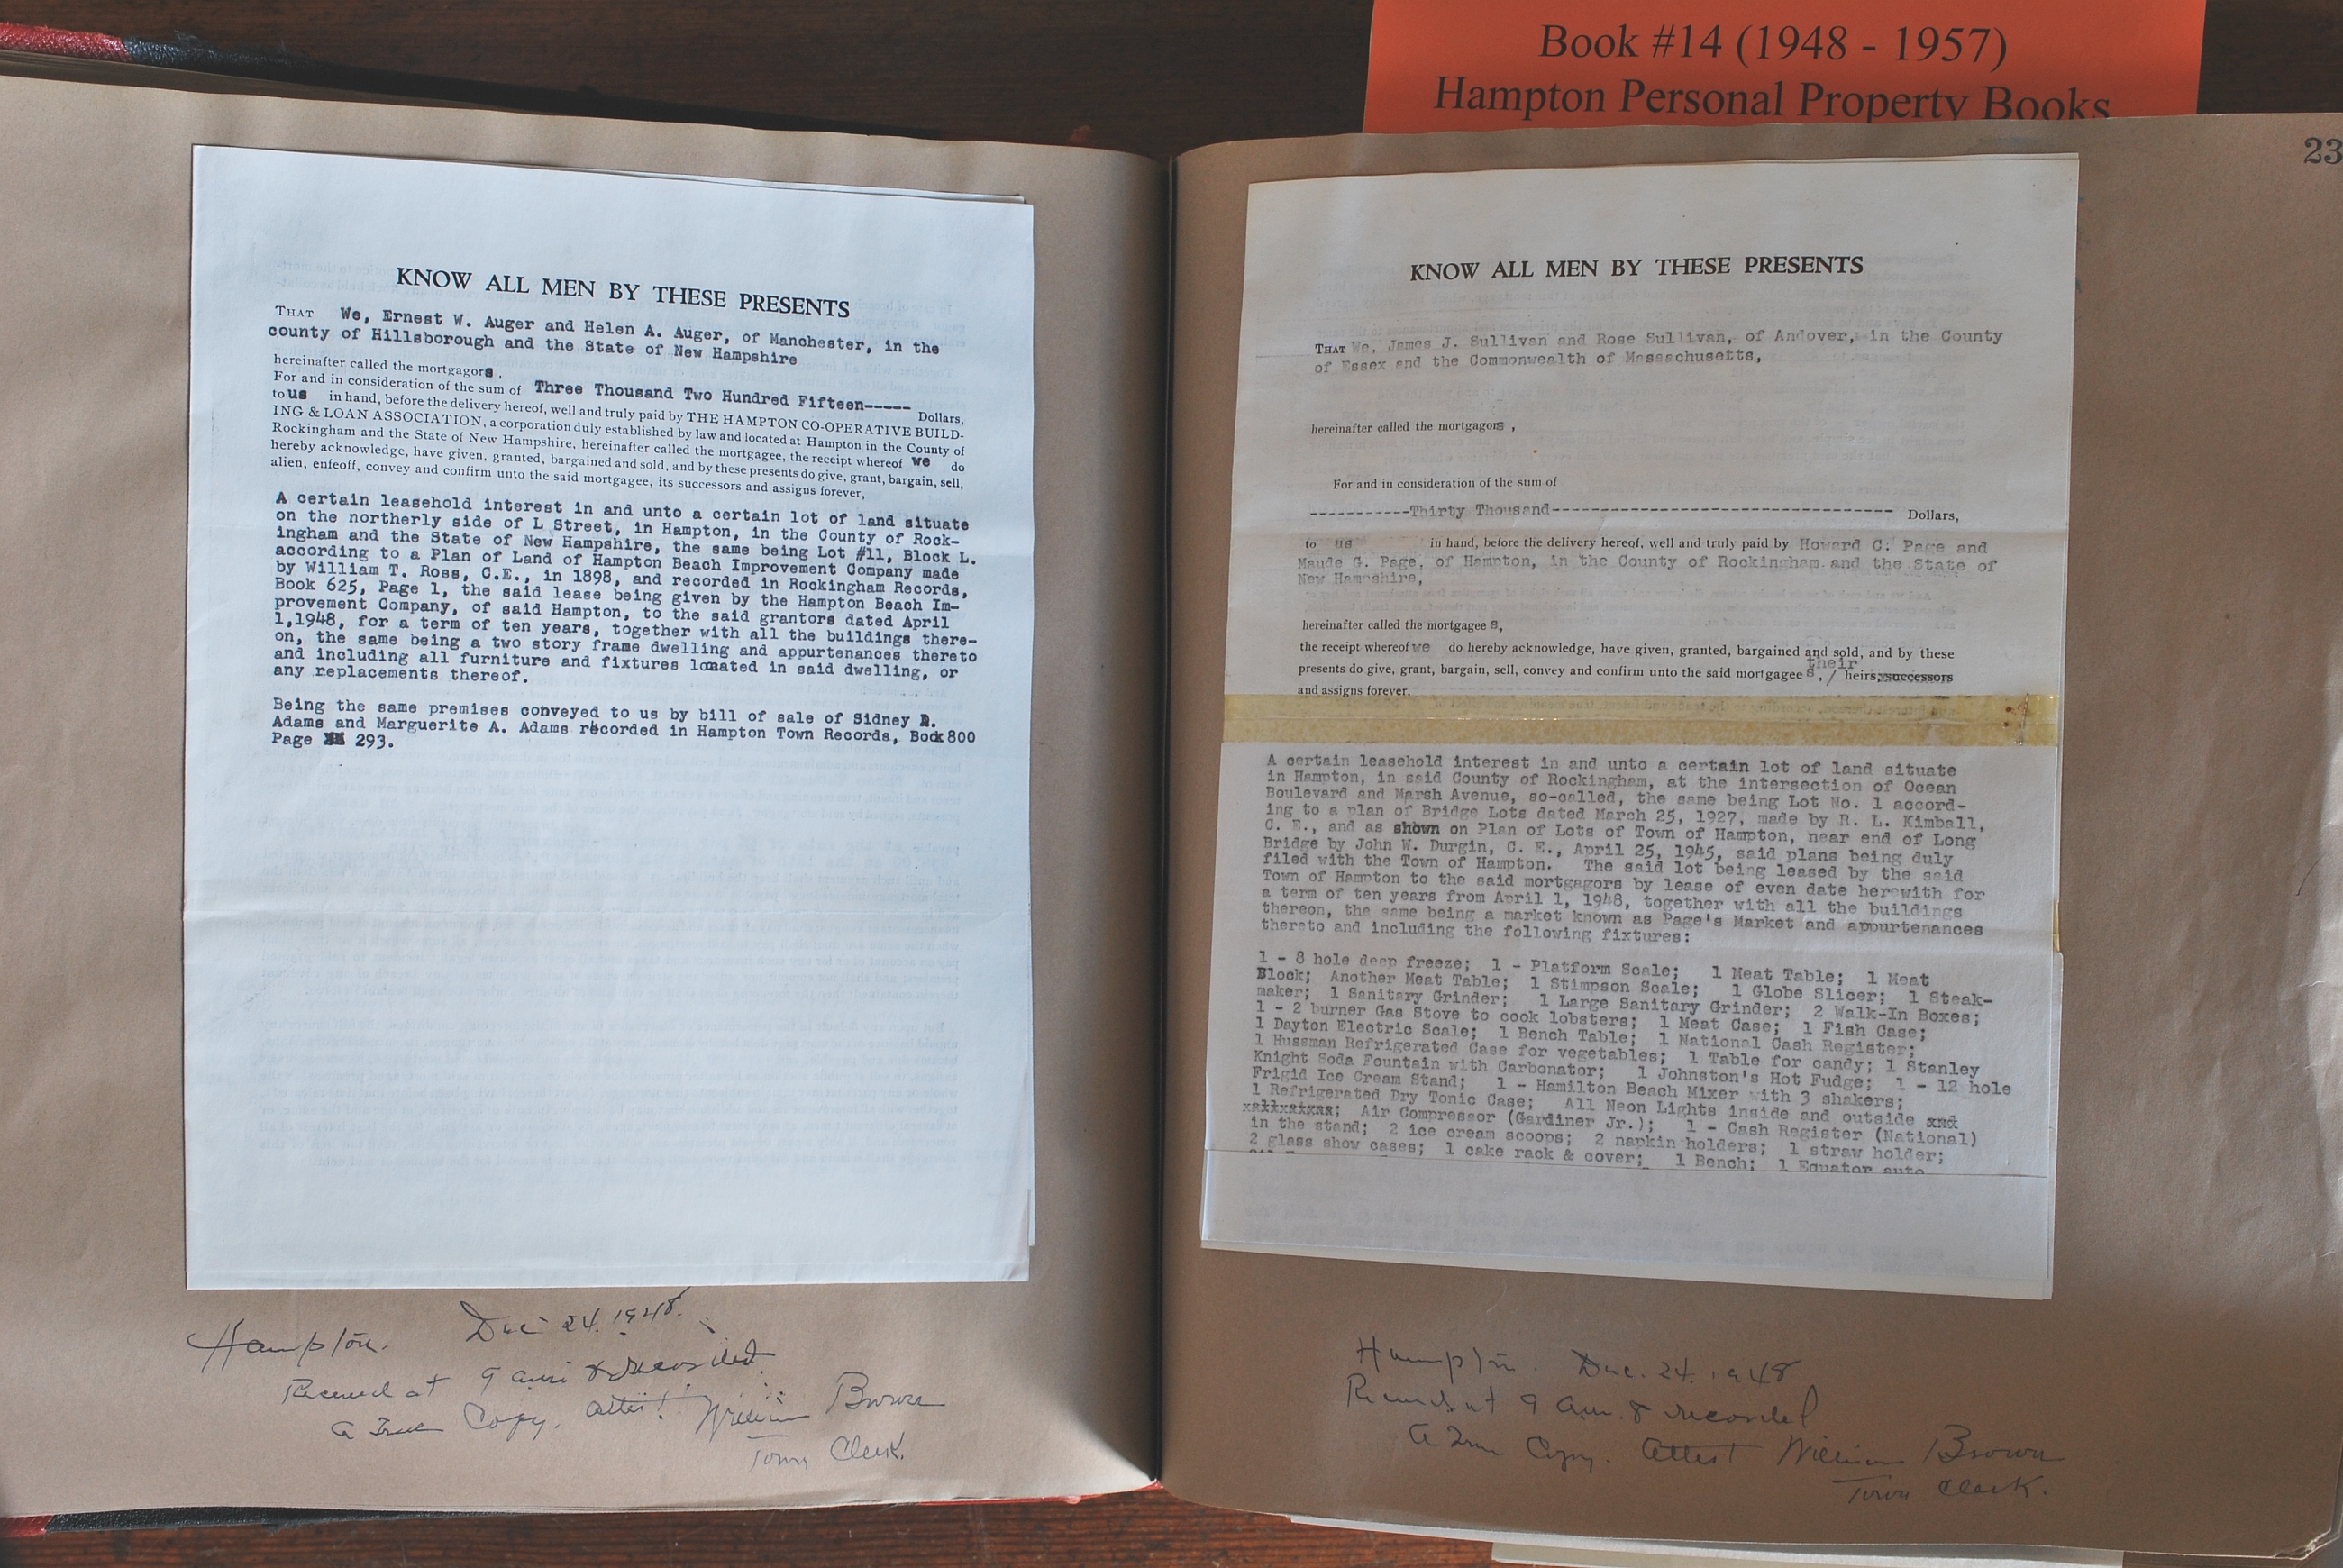 Book #14 (1948 - 1957)
Hampton Personal Property Books
KNOW ALL MEN BY THESE PRESENTS
THAT We, Ernest W. Auger and Helen A. Auger, of Manchester, in the
county of Hillsborough and the State of New Hampshire
hereinafter called the mortgagors,
For and in consideration of the sum of Three Thousand Two Hundred Fifteen----- Dollars,
to us in hand, before the delivery hereof, well and truly paid by THE HAMPTON CO-OPERATIVE BUILD-
ING & LOAN ASSOCIATION, a corporation duly established by law and located at Hampton in the County of
Rockingham and the State of New Hampshire, hereinafter called the mortgagee, the receipt whereof we do
hereby acknowledge, have given, granted, bargained and sold, and by these presents do give, grant, bargain, sell,
alien, enfeoff, convey and confirm unto the said mortgagee, its successors and assigns forever,
A certain leasehold interest in and unto a certain lot of land situate
on the northerly side of L Street, in Hampton, in the County of Rock-
ingham and the State of New Hampshire, the same being Lot #11, Block L.
according to a Plan of Land of Hampton Beach Improvement Company made
by William T. Ross, C.E., in 1898, and recorded in Rockingham Records,
Book 625, Page 1, the said lease being given by the Hampton Beach Im-
provement Company, of said Hampton, to the said grantors dated April
1,1948, for a term of ten years, together with all the buildings there-
on, the same being a two story frame dwelling and appurtenances thereto
and including all furniture and fixtures located in said dwelling, or
any replacements thereof.
Being the same premises conveyed to us by bill of sale of Sidney
Adams and Marguerite A. Adams recorded in Hampton Town Records, Book 800
Page 293.
Hampton. Dec 24. 1948.
Received at 9 am & recorded
a True Copy. Attest! William Brown
Town Clerk.
23
KNOW ALL MEN BY THESE PRESENTS
THAT We, James J. Sullivan and Rose Sullivan, of Andover, in the County
of Essex and the Commonwealth of Massachusetts,
hereinafter called the mortgagors,
For and in consideration of the sum of
-----------Thirty Thousand---------------------------------- Dollars,
to us in hand, before the delivery hereof, well and truly paid by Howard C. Page and
Maude G. Page, of Hampton, in the County of Rockingham and the State of
New Hampshire,
hereinafter called the mortgagees,
the receipt whereof we do hereby acknowledge, have given, granted, bargained and sold, and by these
presents do give, grant, bargain, sell, convey and confirm unto the said mortgagees, / their heirs, successors
and assigns forever.
A certain leasehold interest in and unto a certain lot of land situate
in Hampton, in said County of Rockingham, at the intersection of Ocean
Boulevard and Marsh Avenue, so-called, the same being Lot No. 1 accord-
ing to a plan of Bridge Lots dated March 25, 1927, made by R. L. Kimball,
C. E., and as shown on Plan of Lots of Town of Hampton, near end of Long
Bridge by John W. Durgin, C. E., April 25, 1945, said plans being duly
filed with the Town of Hampton. The said lot being leased by the said
Town of Hampton to the said mortgagors by lease of even date herewith for
a term of ten years from April 1, 1948, together with all the buildings
thereon, the same being a market known as Page's Market and appurtenances
thereto and including the following fixtures:
1 - 8 hole deep freeze; 1 - Platform Scale; 1 Meat Table; 1 Meat
Block; Another Meat Table; 1 Stimpson Scale; 1 Globe Slicer; 1 Steak-
maker; 1 Sanitary Grinder; 1 Large Sanitary Grinder; 2 Walk-In Boxes;
1 - 2 burner Gas Stove to cook lobsters; 1 Meat Case; 1 Fish Case;
1 Dayton Electric Scale; 1 Bench Table; 1 National Cash Register;
1 Hussman Refrigerated Case for vegetables; 1 Table for candy; 1 Stanley
Knight Soda Fountain with Carbonator; 1 Johnston's Hot Fudge; 1 - 12 hole
Frigid Ice Cream Stand; 1 - Hamilton Beach Mixer with 3 shakers;
1 Refrigerated Dry Tonic Case; All Neon Lights inside and outside
Air Compressor (Gardiner Jr.); 1 - Cash Register (National)
in the stand; 2 ice cream scoops; 2 napkin holders; 1 straw holder;
2 glass show cases; 1 cake rack & cover; 1 Bench; 1 Equator auto
Hampton. Dec. 24. 1948
Received at 9 a.m. & recorded
A True Copy. Attest William Brown
Town Clerk.